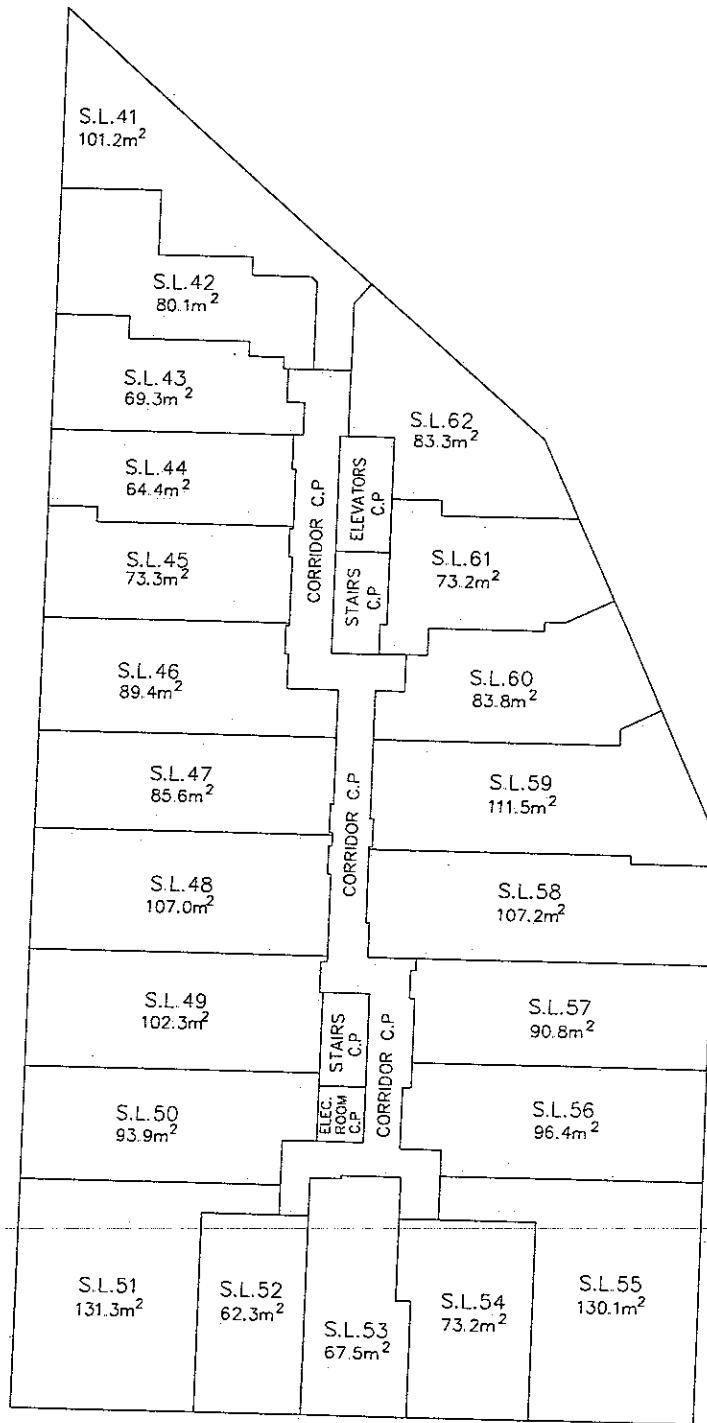 S.L.41
101.2m²
S.L.42
80.1m²
S.L.43
69.3m²
S.L.62
83.3m²
S.L.44
64.4m²
ELEVATORS
C.P
CORRIDOR C.P
S.L.45
73.3m²
S.L.61
73.2m²
STAIRS
C.P
S.L.46
89.4m²
S.L.60
83.8m²
S.L.47
85.6m²
S.L.59
111.5m²
CORRIDOR C.P
S.L.48
107.0m²
S.L.58
107.2m²
S.L.49
102.3m²
STAIRS
C.P
CORRIDOR C.P
S.L.57
90.8m²
S.L.50
93.9m²
ELEC.
ROOM
C.P
S.L.56
96.4m²
S.L.51
131.3m²
S.L.52
62.3m²
S.L.53
67.5m²
S.L.54
73.2m²
S.L.55
130.1m²